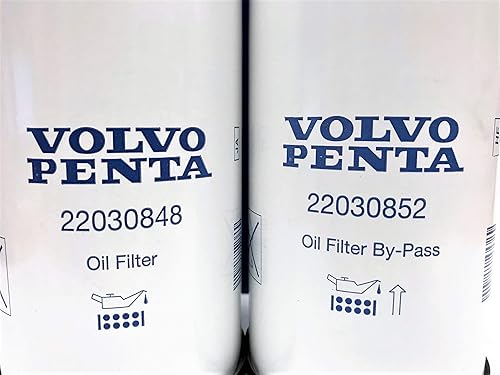 VOLVO
PENTA
22030848
Oil Filter
VOLVO
PENTA
22030852
Oil Filter By-Pass